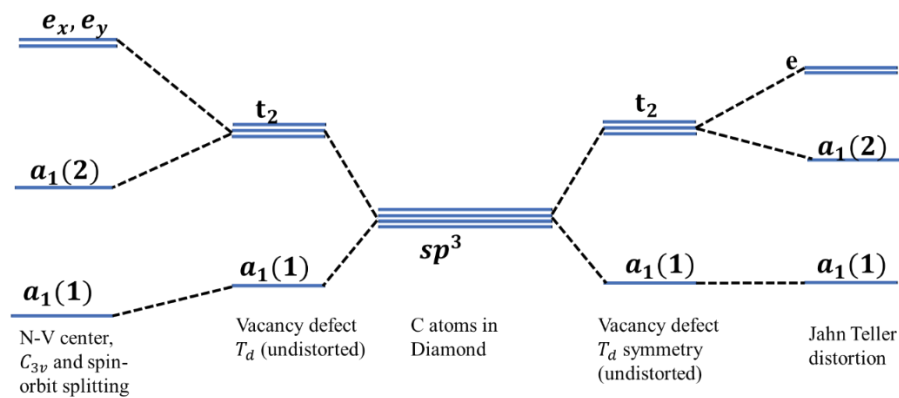 e_x, e_y
t_2
t_2
e
a_1(2)
a_1(2)
sp^3
a_1(1)
a_1(1)
a_1(1)
a_1(1)
N-V center,
C_{3v} and spin-
orbit splitting
Vacancy defect
T_d (undistorted)
C atoms in
Diamond
Vacancy defect
T_d symmetry
(undistorted)
Jahn Teller
distortion